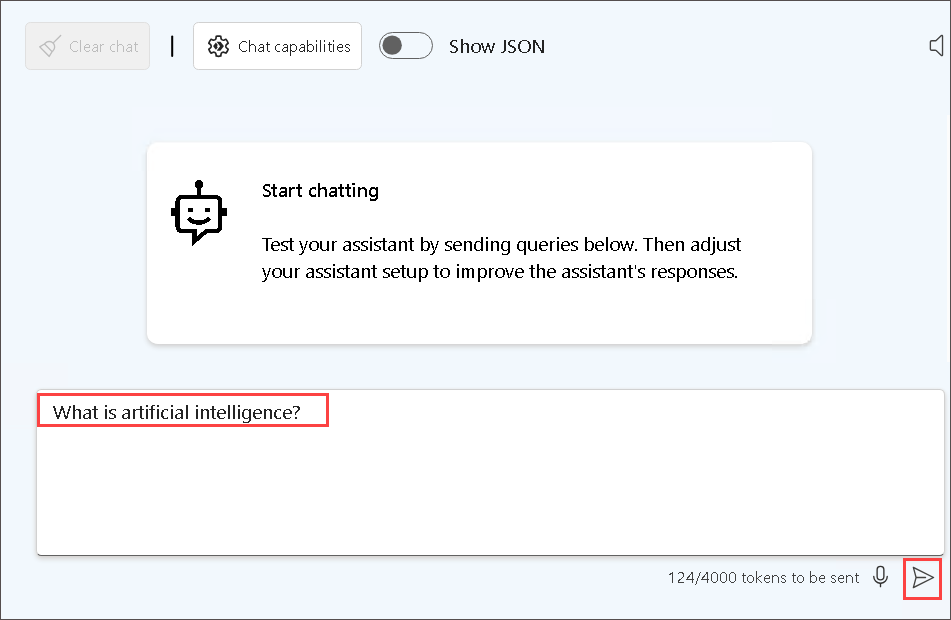 Clear chat
Chat capabilities
Show JSON
Start chatting
Test your assistant by sending queries below. Then adjust
your assistant setup to improve the assistant's responses.
What is artificial intelligence?
124/4000 tokens to be sent